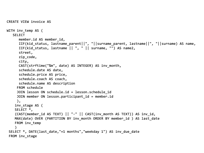 CREATE VIEW invoice AS
WITH inv_temp AS (
SELECT
member.id AS member_id,
IIF(kid_status, lastname_parent||", "||surname_parent, lastname||", "||surname) AS name,
IIF(kid_status, lastname || ", " || surname, "") AS name2,
street,
zip_code,
city,
CAST(strftime("%m", date) AS INTEGER) AS inv_month,
schedule.date AS date,
schedule.price AS price,
schedule.coach AS coach,
schedule.name AS description
FROM schedule
JOIN lesson ON schedule.id = lesson.schedule_id
JOIN member ON lesson.participant_id = member.id
),
inv_stage AS (
SELECT *,
(CAST(member_id AS TEXT) || "-" || CAST(inv_month AS TEXT)) AS inv_id,
MAX(date) OVER (PARTITION BY inv_month ORDER BY member_id ) AS last_date
FROM inv_temp
)
SELECT *, DATE(last_date,"+1 months","weekday 1") AS inv_due_date
FROM inv_stage